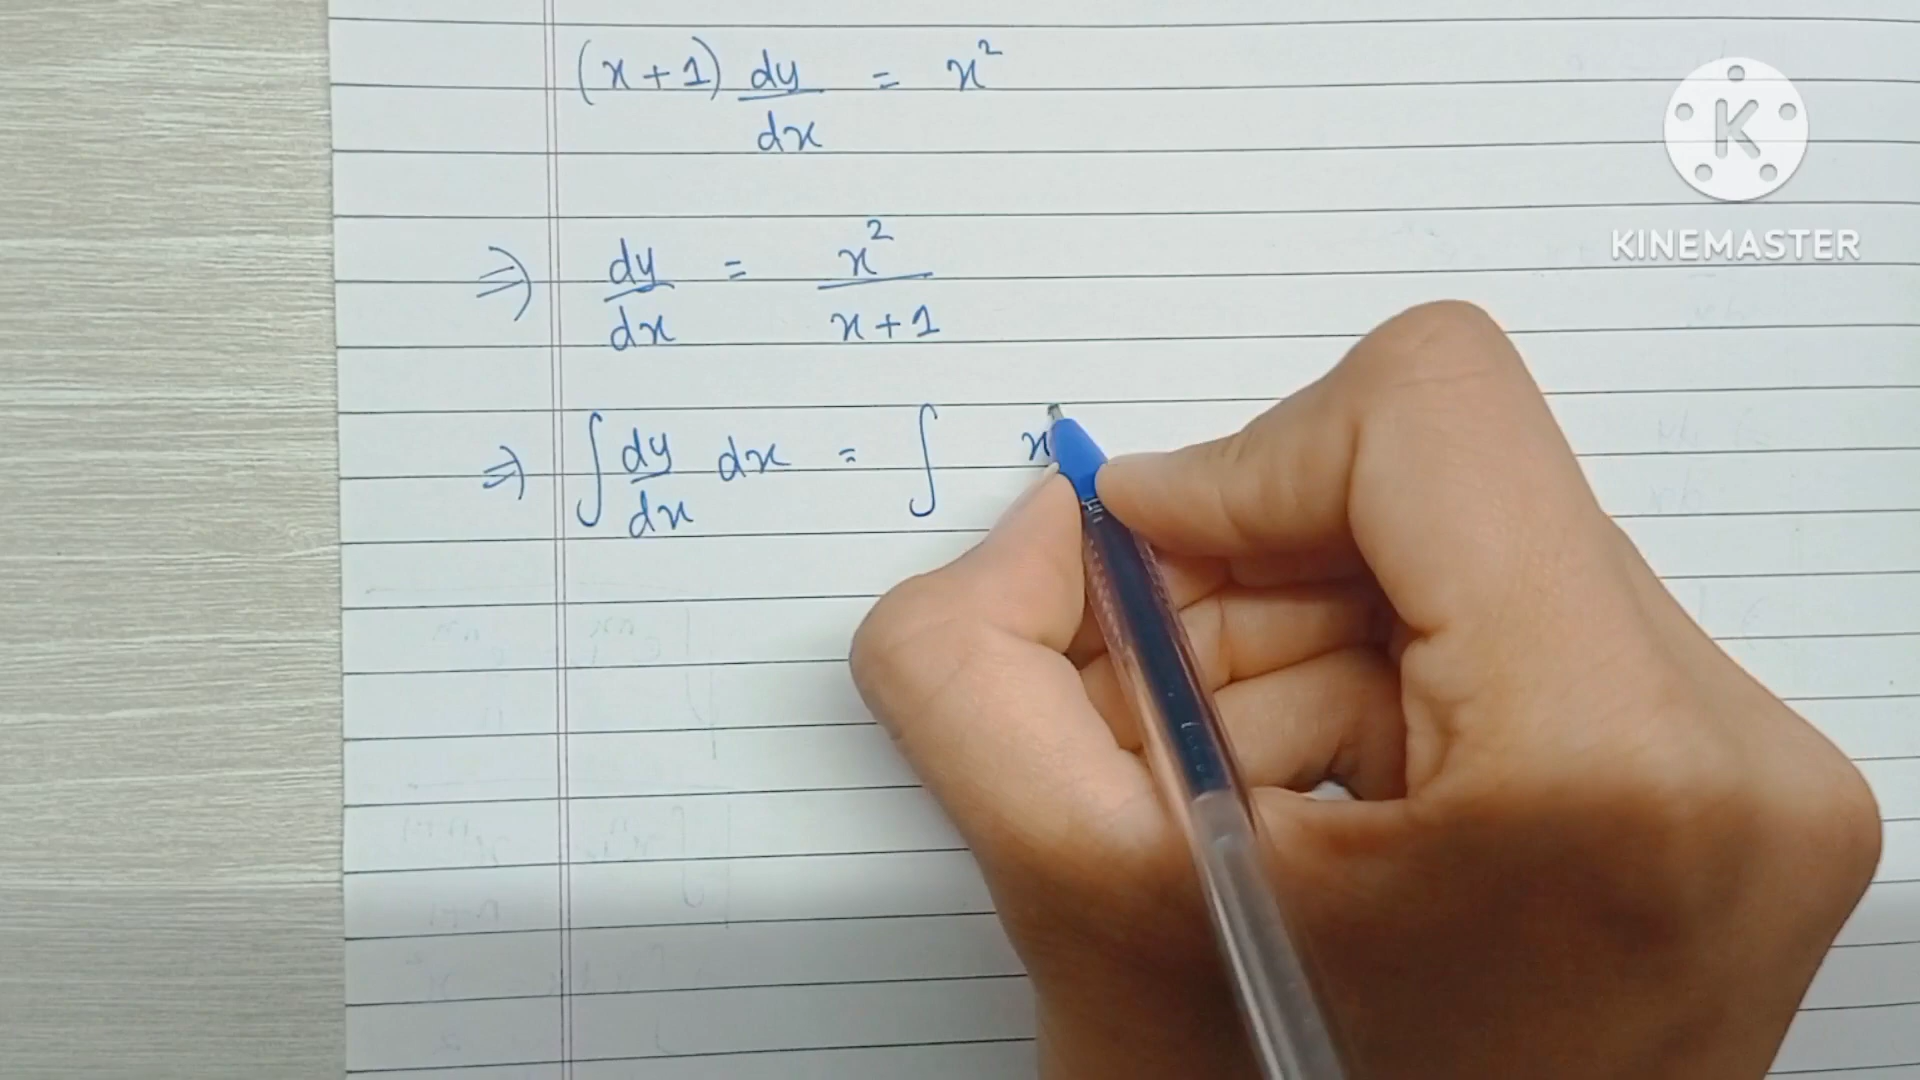 (x+1) dy/dx = x²
⇒ dy/dx = x²/x+1
⇒ ∫ dy/dx dx = ∫ x
K
KINEMASTER